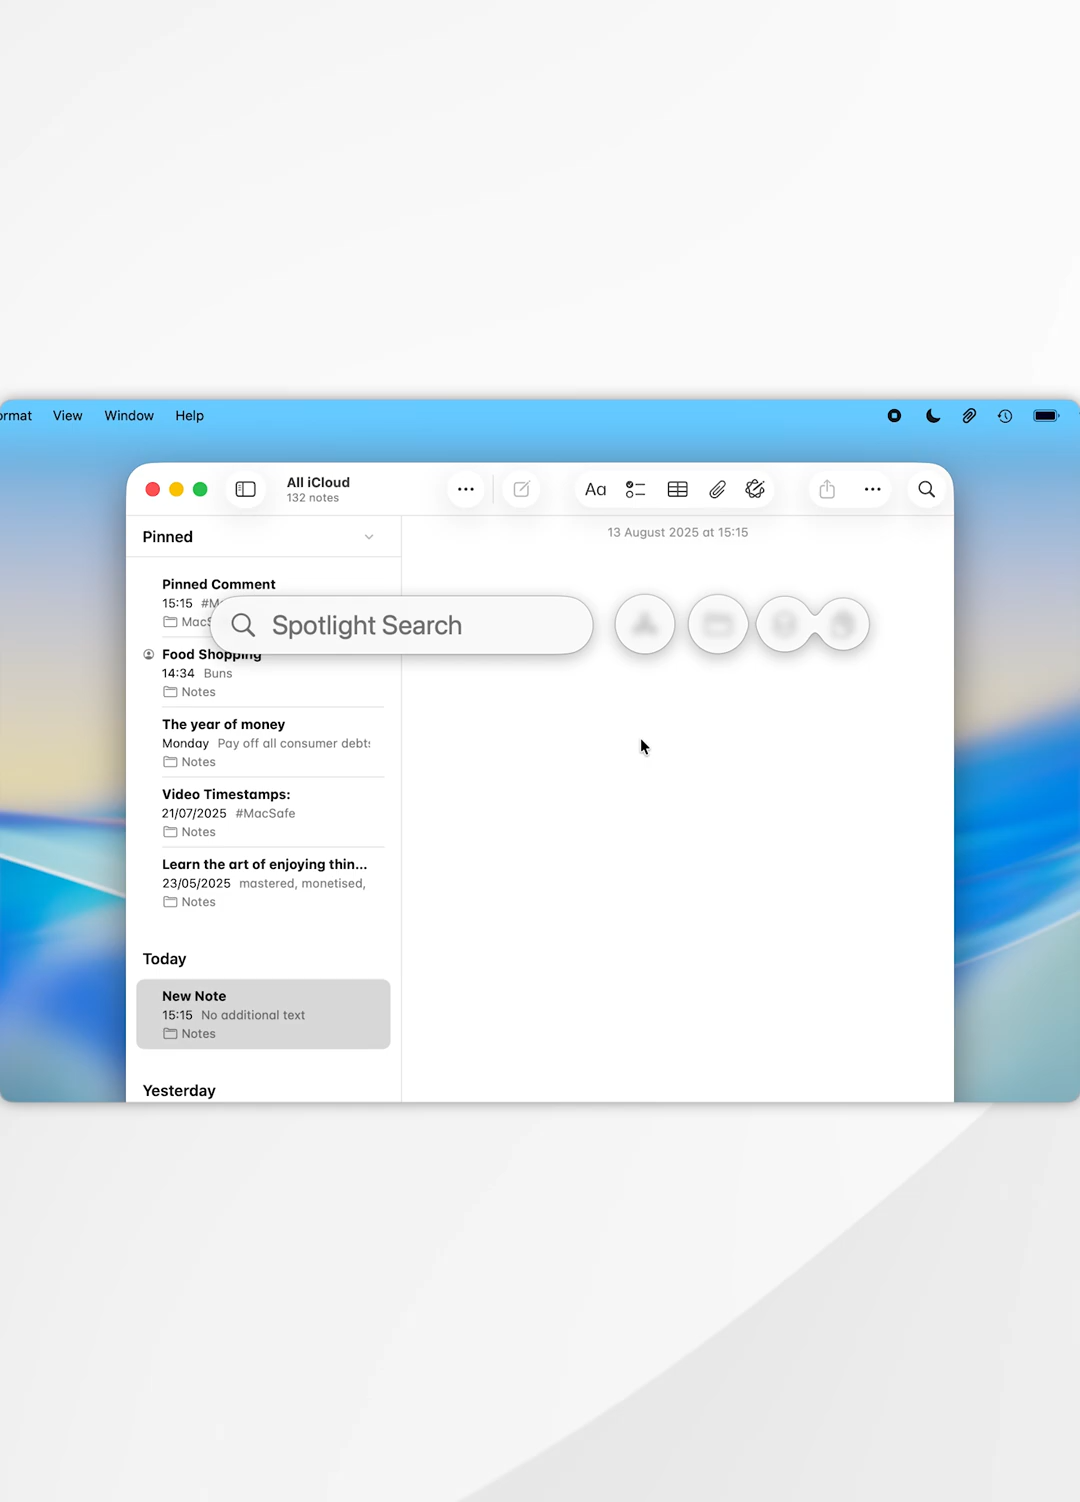 ormat View Window Help
All iCloud
132 notes
Aa
Pinned
13 August 2025 at 15:15
Pinned Comment
15:15 #M
MacS
Spotlight Search
Food Shopping
14:34 Buns
Notes
The year of money
Monday Pay off all consumer debt:
Notes
Video Timestamps:
21/07/2025 #MacSafe
Notes
Learn the art of enjoying thin...
23/05/2025 mastered, monetised,
Notes
Today
New Note
15:15 No additional text
Notes
Yesterday